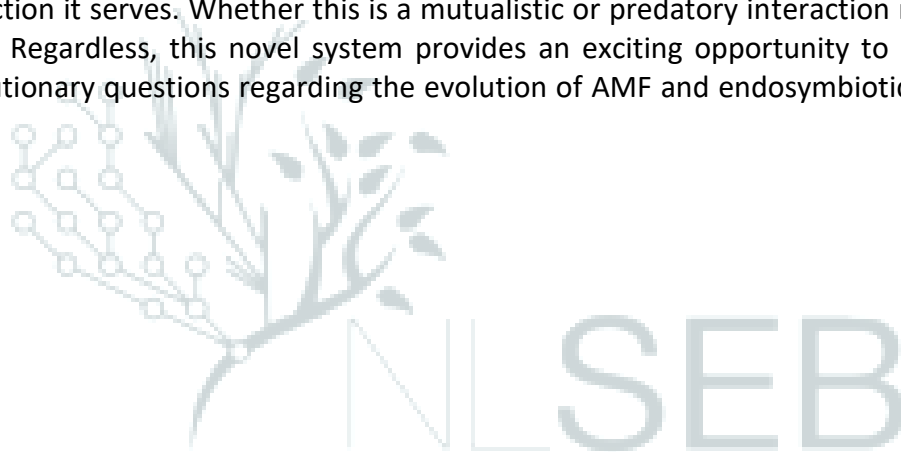 ction it serves. Whether this is a mutualistic or predatory interaction
Regardless, this novel system provides an exciting opportunity to
utionary questions regarding the evolution of AMF and endosymbiotic
NLSEB